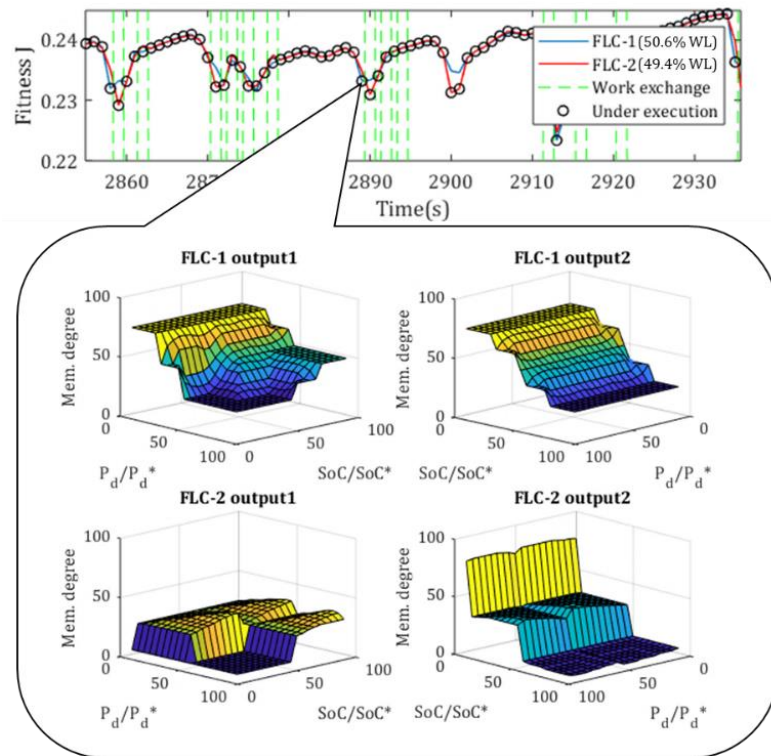 Fitness J
0.24
0.23
0.22
FLC-1 (50.6% WL)
FLC-2 (49.4% WL)
Work exchange
Under execution
2860 287 2890 2900 2910 2920 2930
Time(s)
FLC-1 output1
Mem. degree
100
50
0
0 50 100
P_d/P_d*
0 50 100
SoC/SoC*
FLC-1 output2
Mem. degree
100
50
0
0 50 100
SoC/SoC*
100 50 0
P_d/P_d*
FLC-2 output1
Mem. degree
100
50
0
0 50 100
P_d/P_d*
0 50 100
SoC/SoC*
FLC-2 output2
Mem. degree
100
50
0
0 50 100
SoC/SoC*
100 50 0
P_d/P_d*